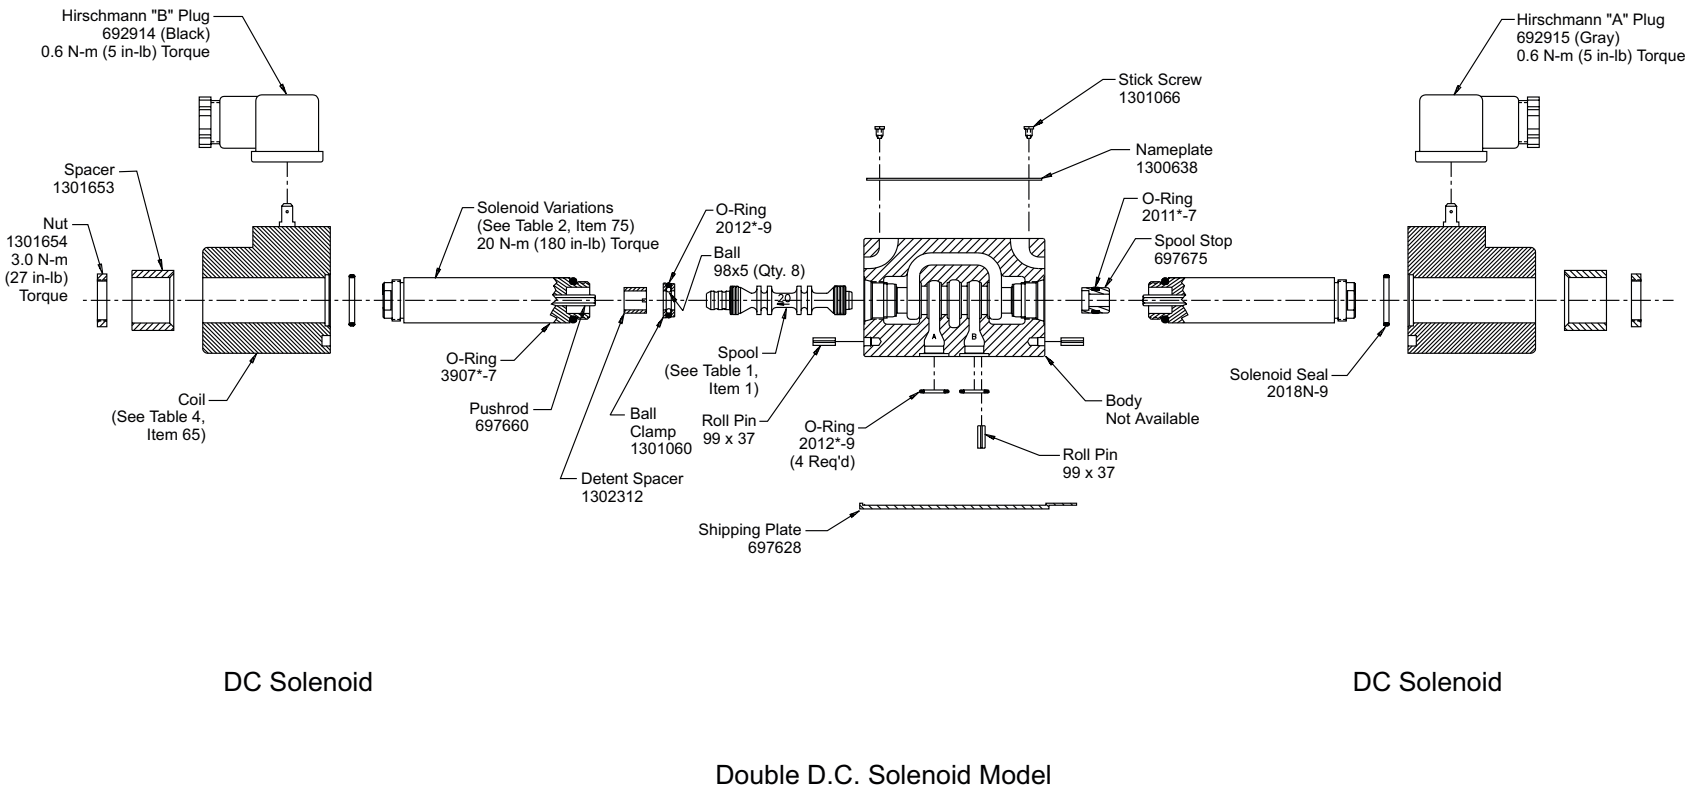 Hirschmann "B" Plug
692914 (Black)
0.6 N-m (5 in-lb) Torque
Hirschmann "A" Plug
692915 (Gray)
0.6 N-m (5 in-lb) Torque
Stick Screw
1301066
Nameplate
1300638
Spacer
1301653
Nut
1301654
3.0 N-m
(27 in-lb)
Torque
Solenoid Variations
(See Table 2, Item 75)
20 N-m (180 in-lb) Torque
O-Ring
2012*-9
Ball
98x5 (Qty. 8)
O-Ring
2011*-7
Spool Stop
697675
20
A
B
O-Ring
3907*-7
Pushrod
697660
Spool
(See Table 1,
Item 1)
Coil
(See Table 4,
Item 65)
Ball
Clamp
1301060
Roll Pin
99 x 37
O-Ring
2012*-9
(4 Req'd)
Body
Not Available
Solenoid Seal
2018N-9
Roll Pin
99 x 37
Detent Spacer
1302312
Shipping Plate
697628
DC Solenoid
DC Solenoid
Double D.C. Solenoid Model